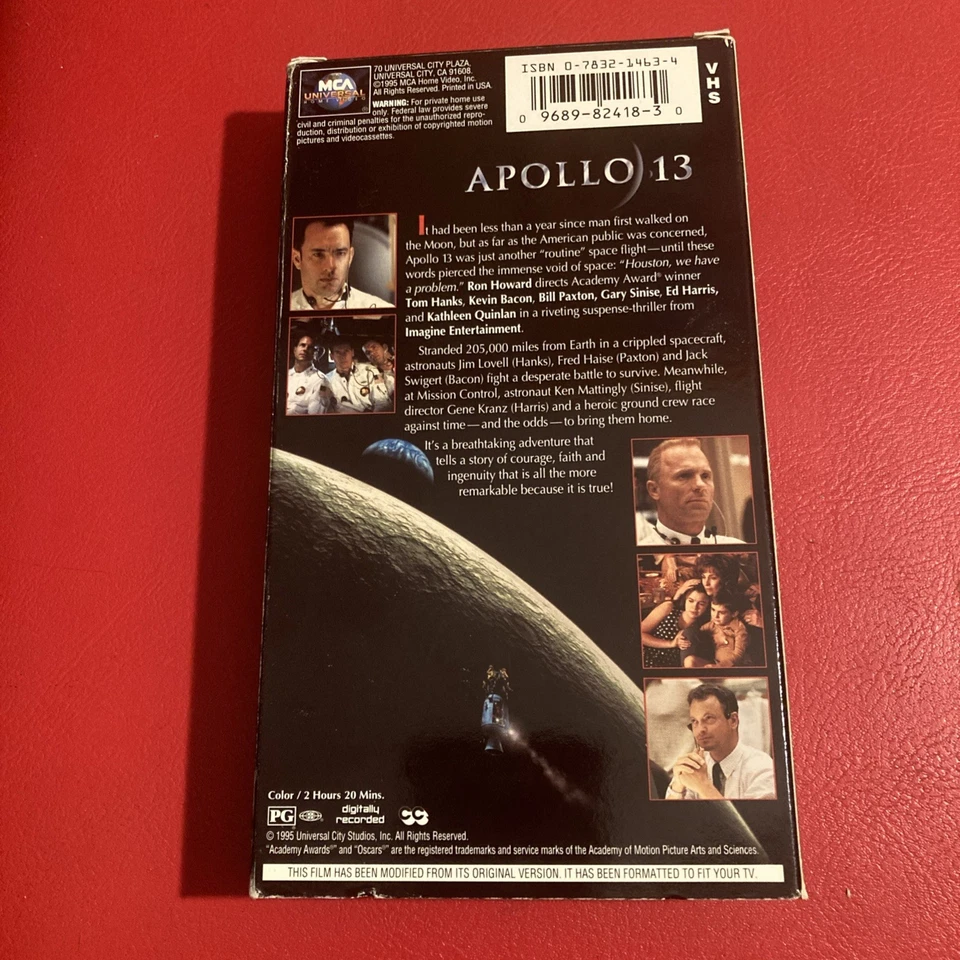 MCA
UNIVERSAL
HOME VIDEO
70 UNIVERSAL CITY PLAZA,
UNIVERSAL CITY, CA 91608.
©1995 MCA Home Video, Inc.
All Rights Reserved. Printed in USA.
WARNING: For private home use
only. Federal law provides severe
civil and criminal penalties for the unauthorized repro-
duction, distribution or exhibition of copyrighted motion
pictures and videocassettes.
ISBN 0-7832-1463-4
0 9689-82418-3 0
VHS
APOLLO 13
It had been less than a year since man first walked on
the Moon, but as far as the American public was concerned,
Apollo 13 was just another “routine” space flight—until these
words pierced the immense void of space: “Houston, we have
a problem.” Ron Howard directs Academy Award® winner
Tom Hanks, Kevin Bacon, Bill Paxton, Gary Sinise, Ed Harris,
and Kathleen Quinlan in a riveting suspense-thriller from
Imagine Entertainment.
Stranded 205,000 miles from Earth in a crippled spacecraft,
astronauts Jim Lovell (Hanks), Fred Haise (Paxton) and Jack
Swigert (Bacon) fight a desperate battle to survive. Meanwhile,
at Mission Control, astronaut Ken Mattingly (Sinise), flight
director Gene Kranz (Harris) and a heroic ground crew race
against time—and the odds—to bring them home.
It's a breathtaking adventure that
tells a story of courage, faith and
ingenuity that is all the more
remarkable because it is true!
Color / 2 Hours 20 Mins.
PG
digitally
recorded
CC
© 1995 Universal City Studios, Inc. All Rights Reserved.
“Academy Awards®” and “Oscars®” are the registered trademarks and service marks of the Academy of Motion Picture Arts and Sciences.
THIS FILM HAS BEEN MODIFIED FROM ITS ORIGINAL VERSION. IT HAS BEEN FORMATTED TO FIT YOUR TV.